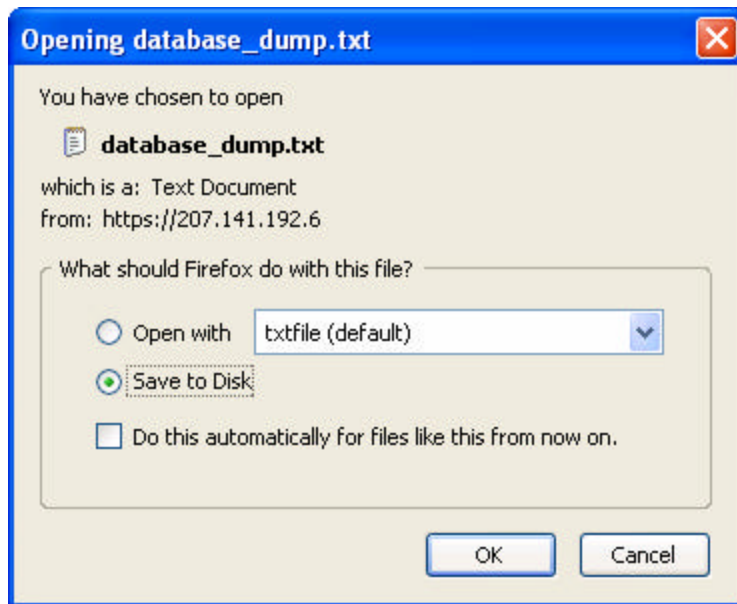 Opening database_dump.txt
You have chosen to open
database_dump.txt
which is a: Text Document
from: https://207.141.192.6
What should Firefox do with this file?
Open with txtfile (default)
Save to Disk
Do this automatically for files like this from now on.
OK Cancel